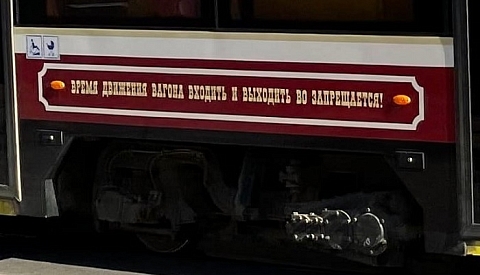 ВРЕМЯ ДВИЖЕНИЯ ВАГОНА ВХОДИТЬ И ВЫХОДИТЬ ВО ЗАПРЕЩАЕТСЯ!